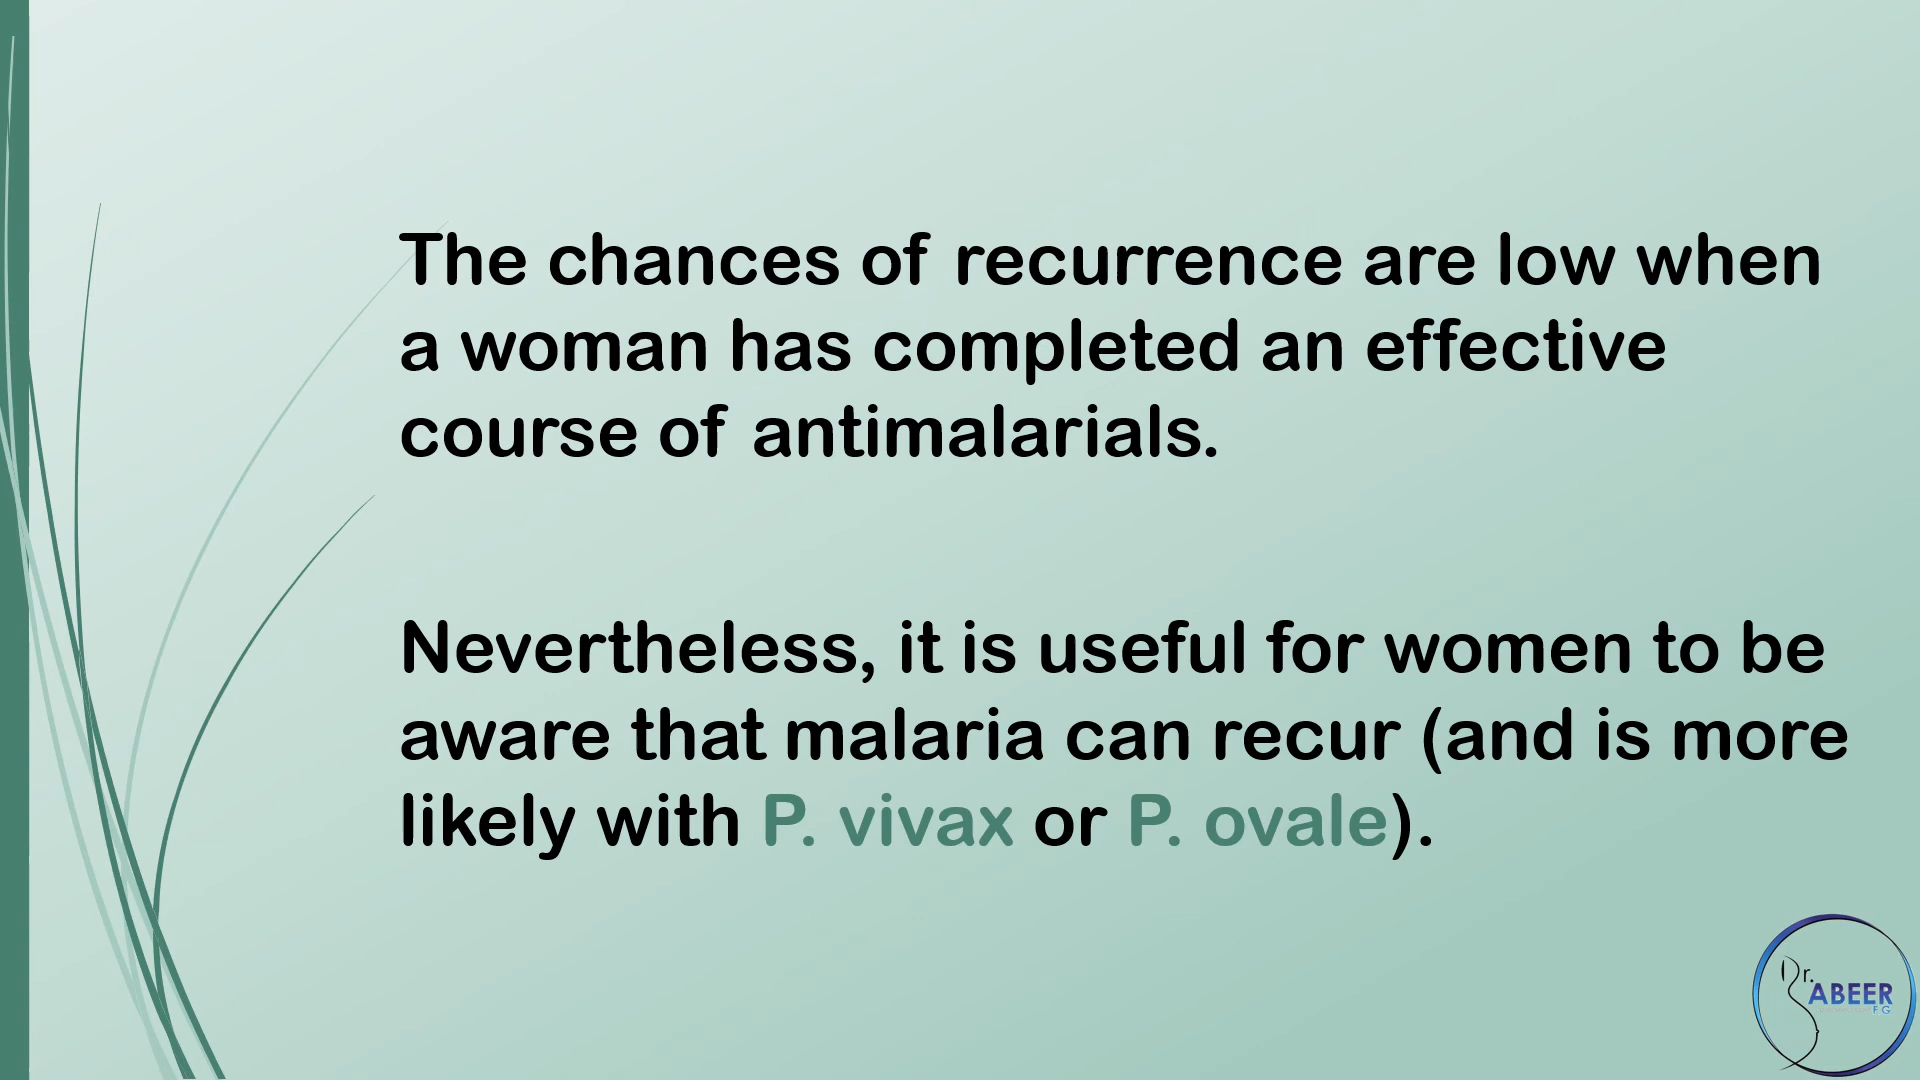 The chances of recurrence are low when
a woman has completed an effective
course of antimalarials.
Nevertheless, it is useful for women to be
aware that malaria can recur (and is more
likely with P. vivax or P. ovale).
Dr.
ABEER
F.G.